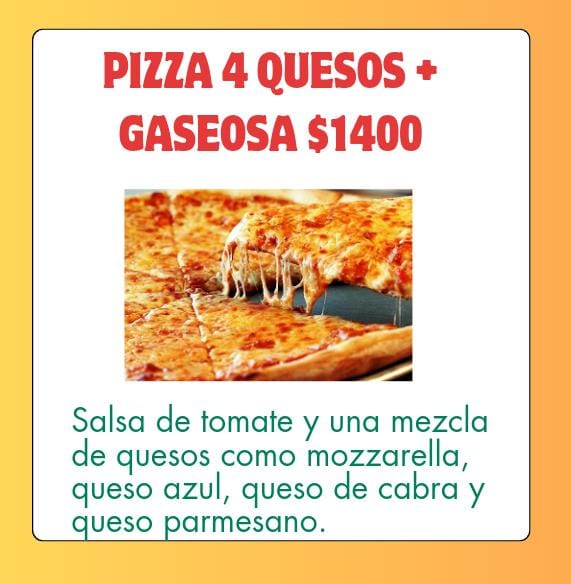 PIZZA 4 QUESOS +
GASEOSA $1400
Salsa de tomate y una mezcla
de quesos como mozzarella,
queso azul, queso de cabra y
queso parmesano.